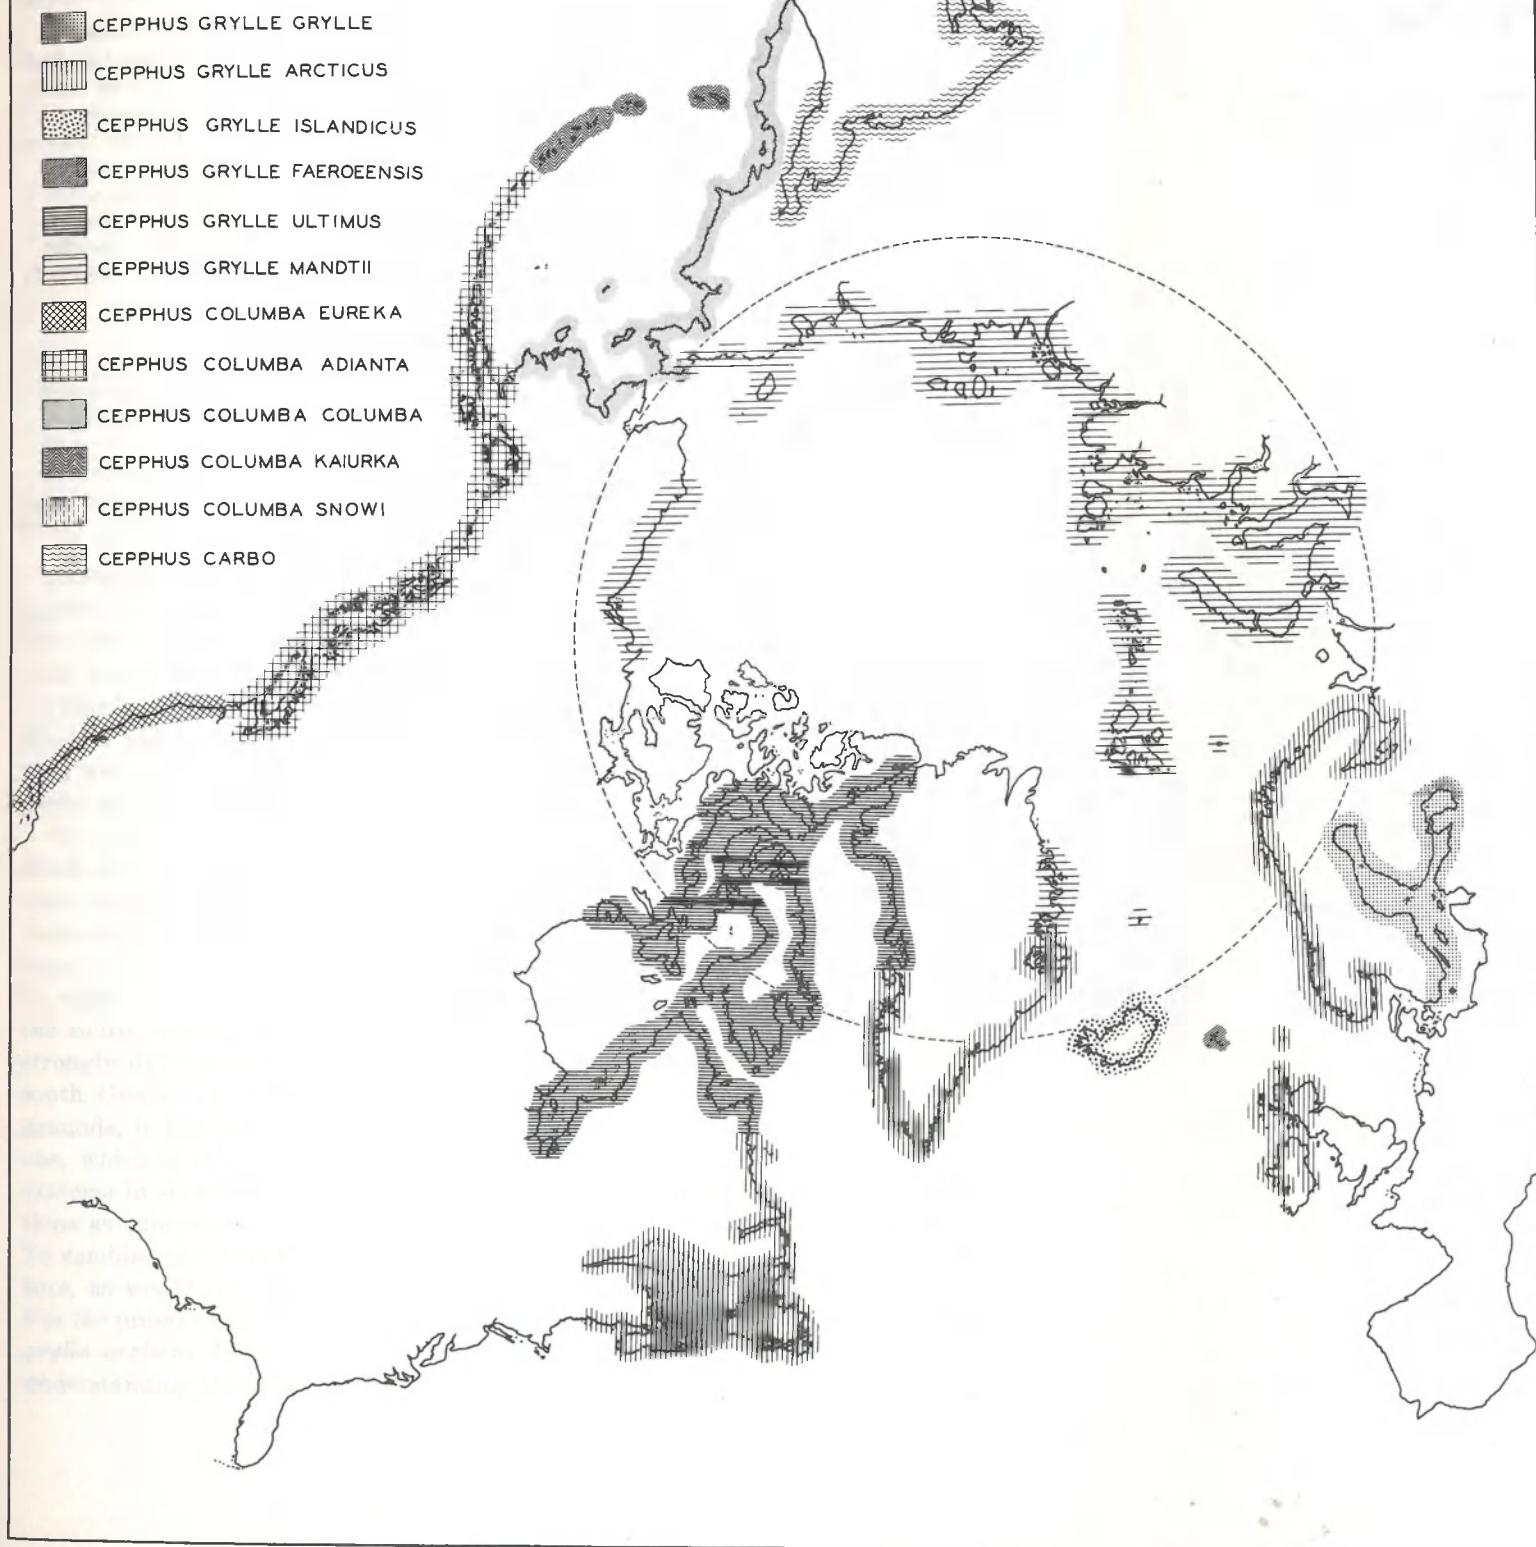 CEPPHUS GRYLLE GRYLLE
CEPPHUS GRYLLE ARCTICUS
CEPPHUS GRYLLE ISLANDICUS
CEPPHUS GRYLLE FAEROEENSIS
CEPPHUS GRYLLE ULTIMUS
CEPPHUS GRYLLE MANDTII
CEPPHUS COLUMBA EUREKA
CEPPHUS COLUMBA ADIANTA
CEPPHUS COLUMBA COLUMBA
CEPPHUS COLUMBA KAIURKA
CEPPHUS COLUMBA SNOWI
CEPPHUS CARBO